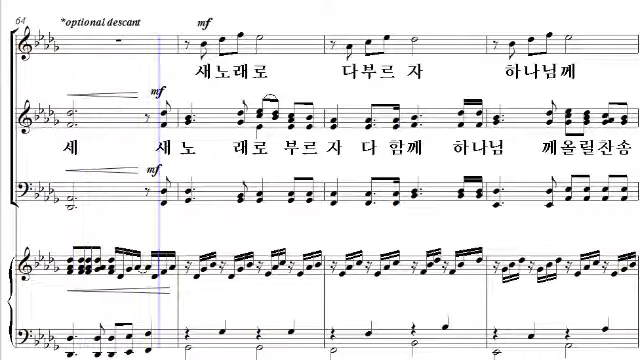 64 *optional descant mf
새노래로 다부르 자 하나님께
mf
세 새 노 래로 부르 자 다 함께 하나님 께올릴찬송
mf